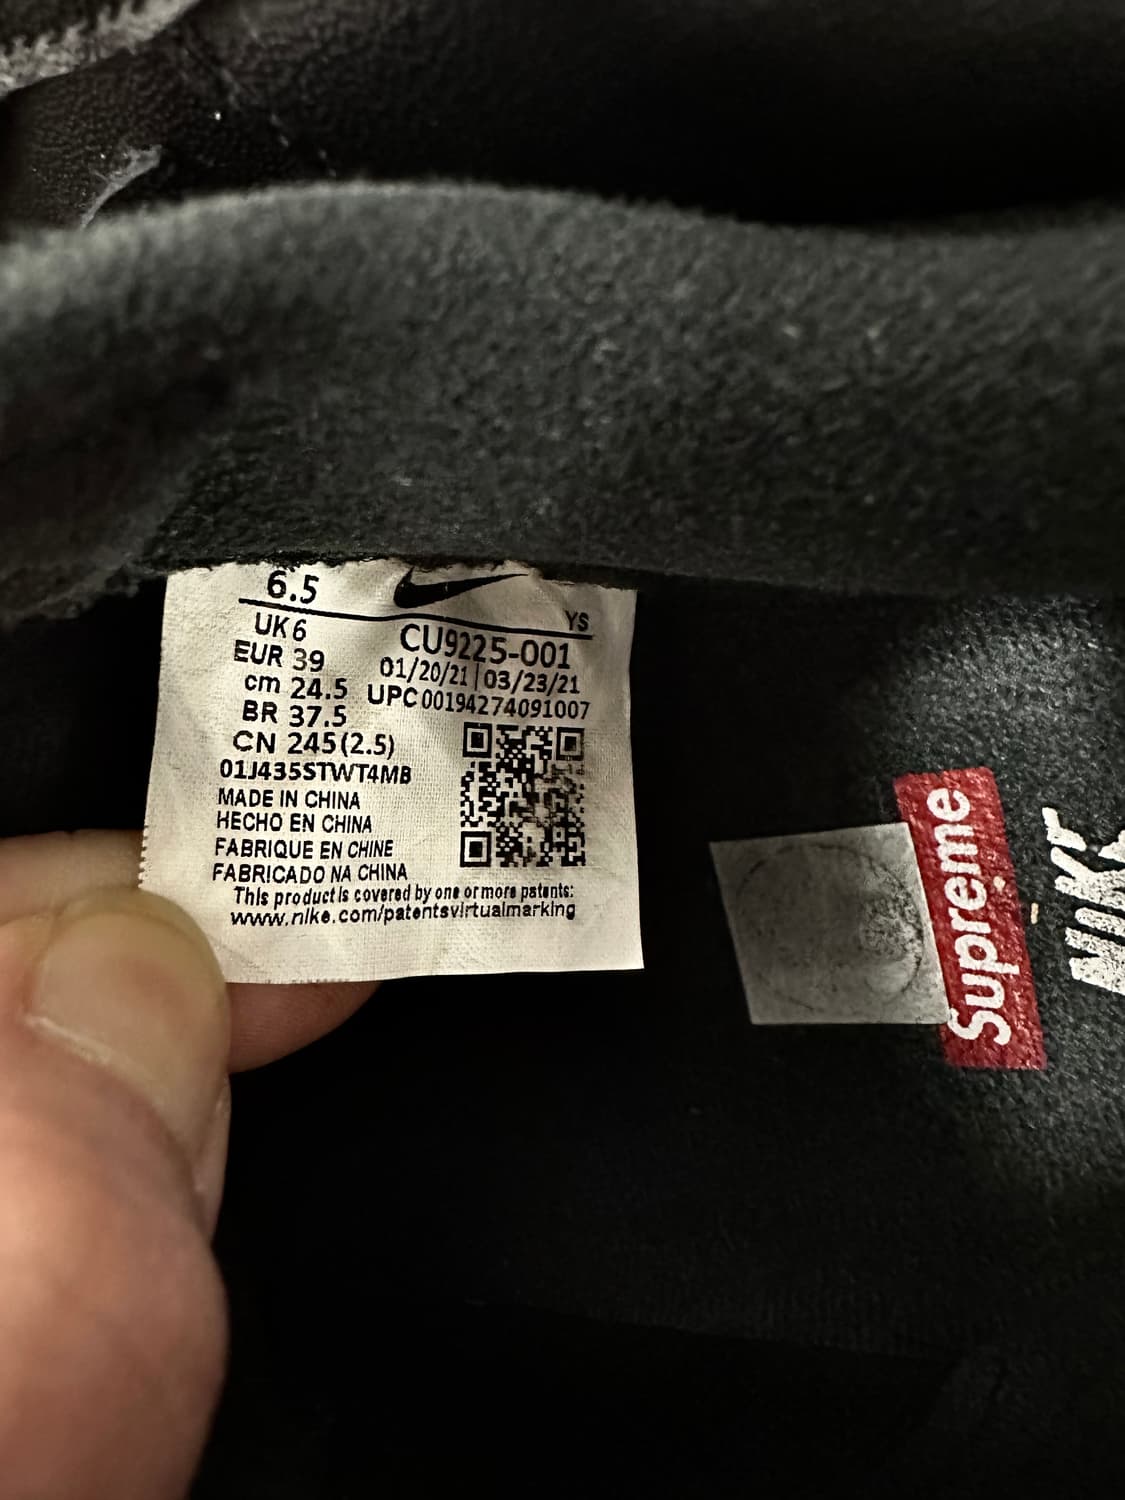 6.5
YS
UK 6
CU9225-001
EUR 39
01/20/21 | 03/23/21
cm 24.5
UPC 00194274091007
BR 37.5
CN 245(2.5)
01J435STWT4MB
MADE IN CHINA
HECHO EN CHINA
FABRIQUE EN CHINE
FABRICADO NA CHINA
This product is covered by one or more patents:
www.nike.com/patentsvirtualmarking
Supreme
NIKE